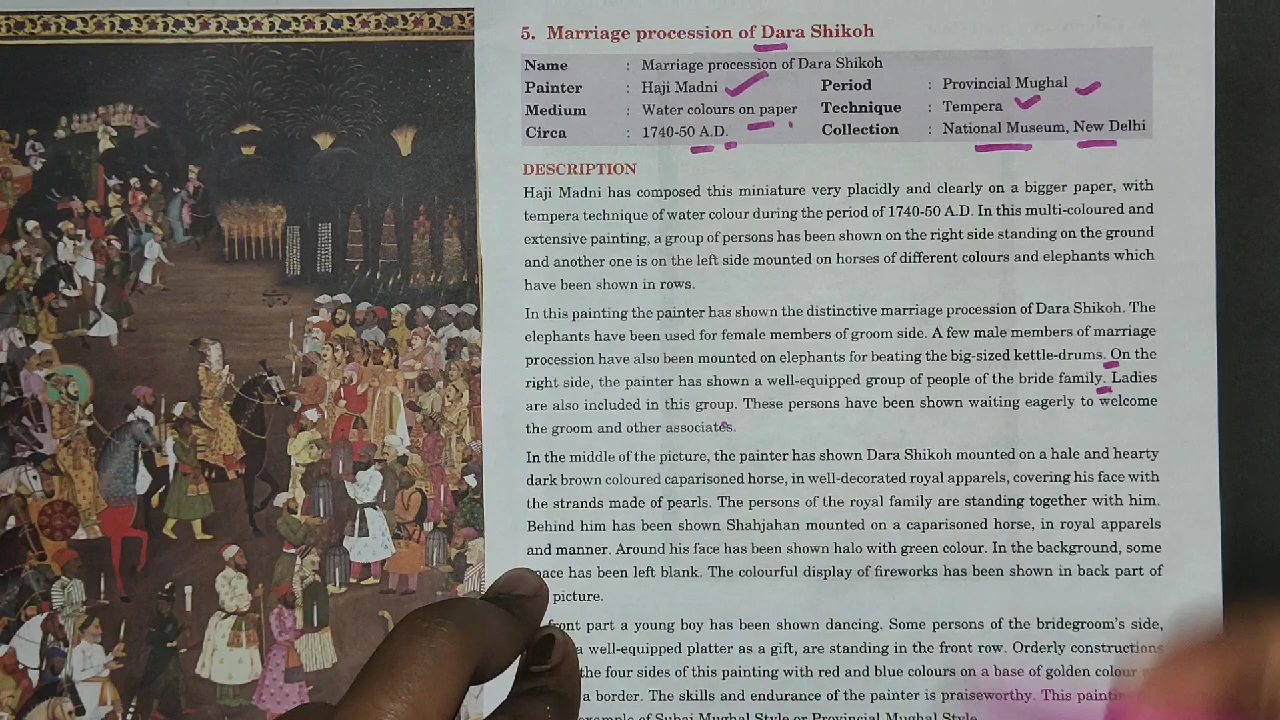 5. Marriage procession of Dara Shikoh
Name : Marriage procession of Dara Shikoh
Painter : Haji Madni Period : Provincial Mughal
Medium : Water colours on paper Technique : Tempera
Circa : 1740-50 A.D. Collection : National Museum, New Delhi
DESCRIPTION
Haji Madni has composed this miniature very placidly and clearly on a bigger paper, with
tempera technique of water colour during the period of 1740-50 A.D. In this multi-coloured and
extensive painting, a group of persons has been shown on the right side standing on the ground
and another one is on the left side mounted on horses of different colours and elephants which
have been shown in rows.
In this painting the painter has shown the distinctive marriage procession of Dara Shikoh. The
elephants have been used for female members of groom side. A few male members of marriage
procession have also been mounted on elephants for beating the big-sized kettle-drums. On the
right side, the painter has shown a well-equipped group of people of the bride family. Ladies
are also included in this group. These persons have been shown waiting eagerly to welcome
the groom and other associates.
In the middle of the picture, the painter has shown Dara Shikoh mounted on a hale and hearty
dark brown coloured caparisoned horse, in well-decorated royal apparels, covering his face with
the strands made of pearls. The persons of the royal family are standing together with him.
Behind him has been shown Shahjahan mounted on a caparisoned horse, in royal apparels
and manner. Around his face has been shown halo with green colour. In the background, some
has been left blank. The colourful display of fireworks has been shown in back part of
picture.
front part a young boy has been shown dancing. Some persons of the bridegroom's side,
a well-equipped platter as a gift, are standing in the front row. Orderly constructions
the four sides of this painting with red and blue colours on a base of golden colour
a border. The skills and endurance of the painter is praiseworthy. This
example of Subai Mughal Style or Provincial Mughal Style